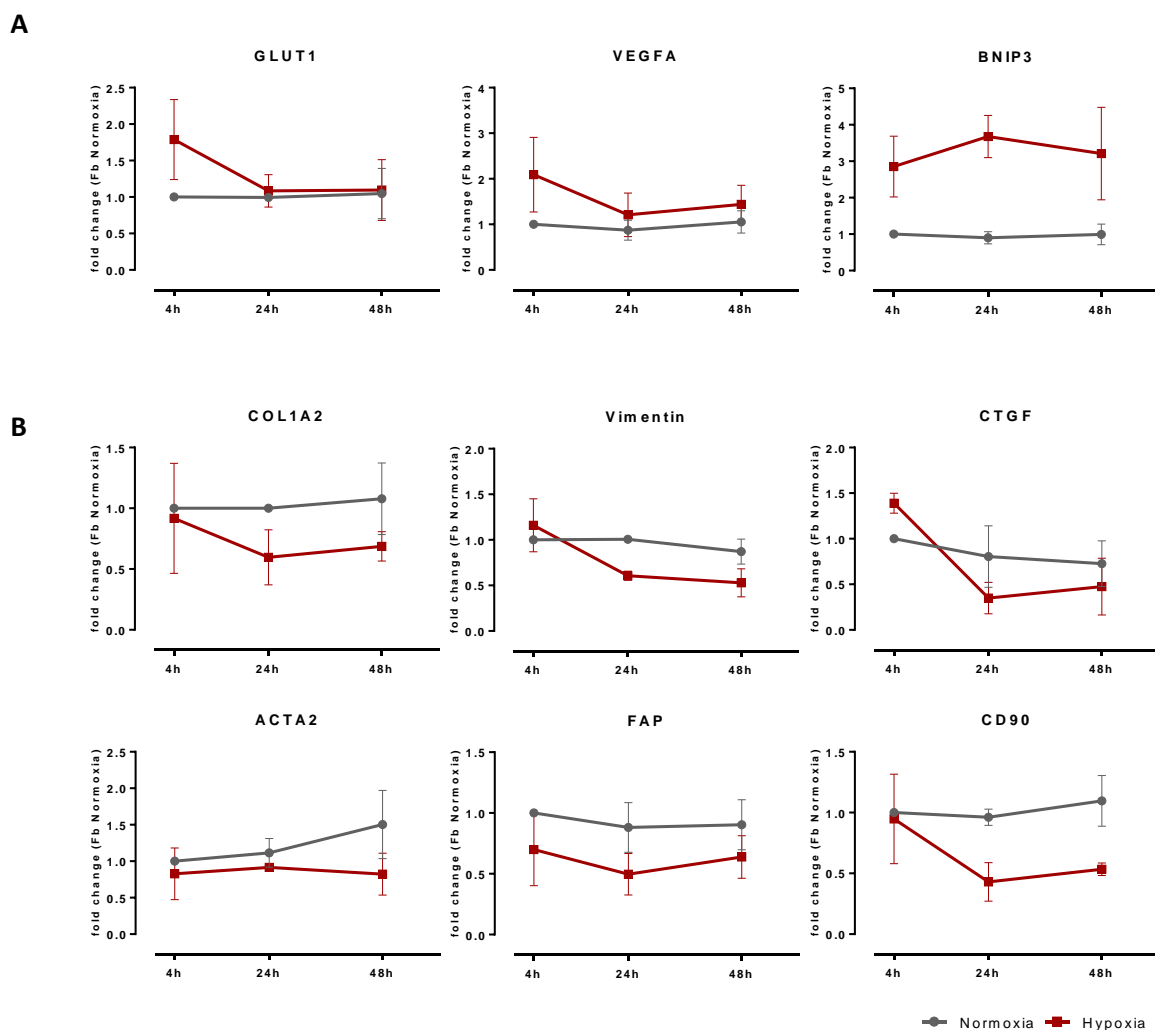 A
GLUT1
VEGFA
BNIP3
fold change (Fb Normoxia)
2.5
2.0
1.5
1.0
0.5
0.0
4h 24h 48h
fold change (Fb Normoxia)
4
3
2
1
0
4h 24h 48h
fold change (Fb Normoxia)
5
4
3
2
1
0
4h 24h 48h
B
COL1A2
Vimentin
CTGF
fold change (Fb Normoxia)
1.5
1.0
0.5
0.0
4h 24h 48h
fold change (Fb Normoxia)
2.0
1.5
1.0
0.5
0.0
4h 24h 48h
fold change (Fb Normoxia)
2.0
1.5
1.0
0.5
0.0
4h 24h 48h
ACTA2
FAP
CD90
fold change (Fb Normoxia)
2.5
2.0
1.5
1.0
0.5
0.0
4h 24h 48h
fold change (Fb Normoxia)
1.5
1.0
0.5
0.0
4h 24h 48h
fold change (Fb Normoxia)
1.5
1.0
0.5
0.0
4h 24h 48h
Normoxia Hypoxia